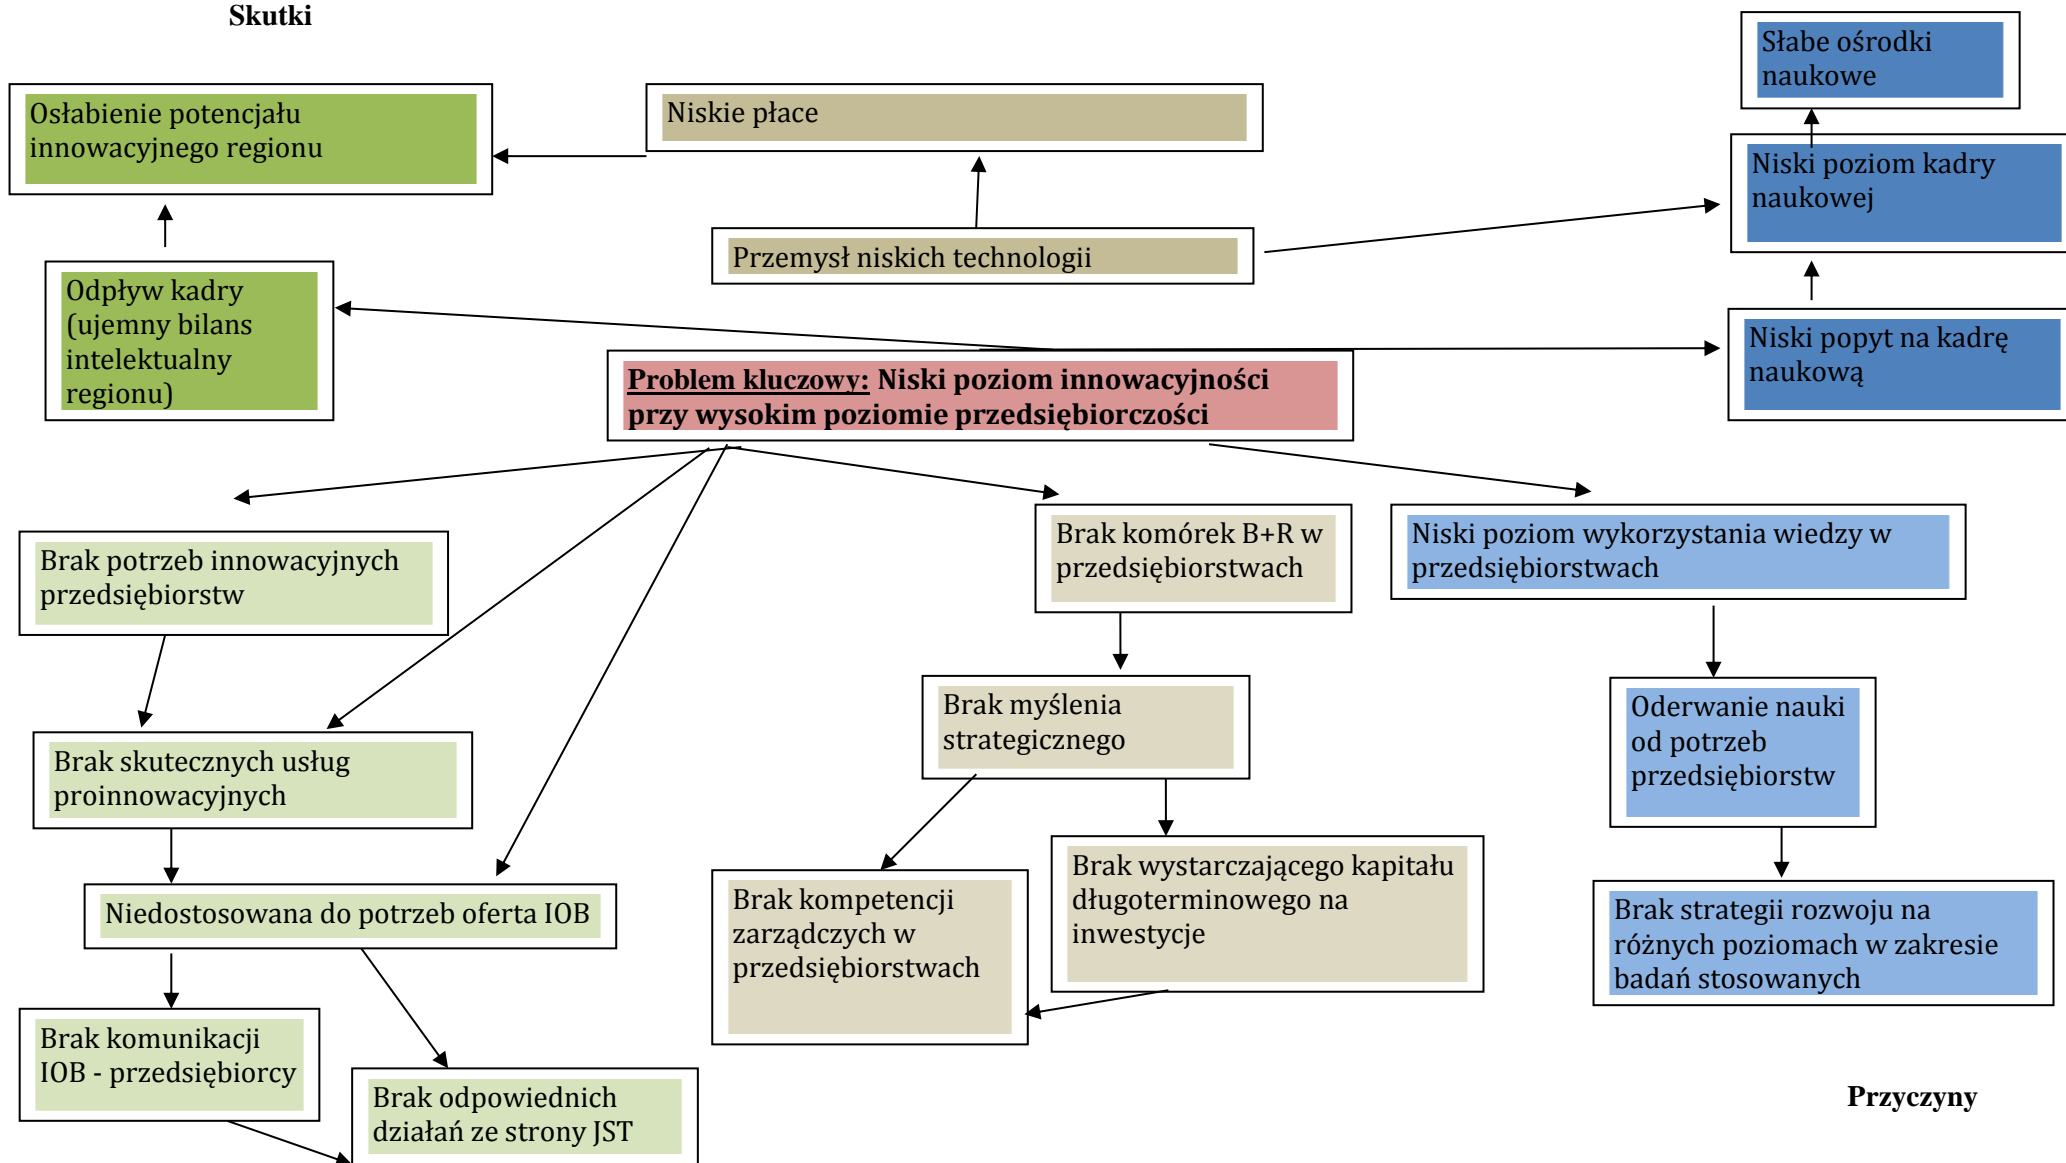 Skutki
Słabe ośrodki
naukowe
Osłabienie potencjału
innowacyjnego regionu
Niskie płace
Niski poziom kadry
naukowej
Przemysł niskich technologii
Odpływ kadry
(ujemny bilans
intelektualny
regionu)
Niski popyt na kadrę
naukową
Problem kluczowy: Niski poziom innowacyjności
przy wysokim poziomie przedsiębiorczości
Brak potrzeb innowacyjnych
przedsiębiorstw
Brak komórek B+R w
przedsiębiorstwach
Niski poziom wykorzystania wiedzy w
przedsiębiorstwach
Brak skutecznych usług
proinnowacyjnych
Brak myślenia
strategicznego
Oderwanie nauki
od potrzeb
przedsiębiorstw
Niedostosowana do potrzeb oferta IOB
Brak kompetencji
zarządczych w
przedsiębiorstwach
Brak wystarczającego kapitału
długoterminowego na
inwestycje
Brak strategii rozwoju na
różnych poziomach w zakresie
badań stosowanych
Brak komunikacji
IOB - przedsiębiorcy
Brak odpowiednich
działań ze strony JST
Przyczyny